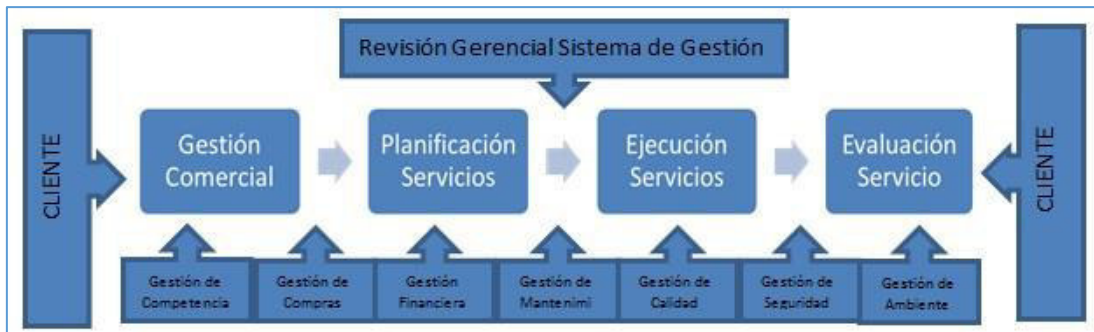 Revisión Gerencial Sistema de Gestión
CLIENTE
Gestión
Comercial
Planificación
Servicios
Ejecución
Servicios
Evaluación
Servicio
CLIENTE
Gestión de
Competencia
Gestión de
Compras
Gestión
Financiera
Gestión de
Mantenimi
Gestión de
Calidad
Gestión de
Seguridad
Gestión de
Ambiente